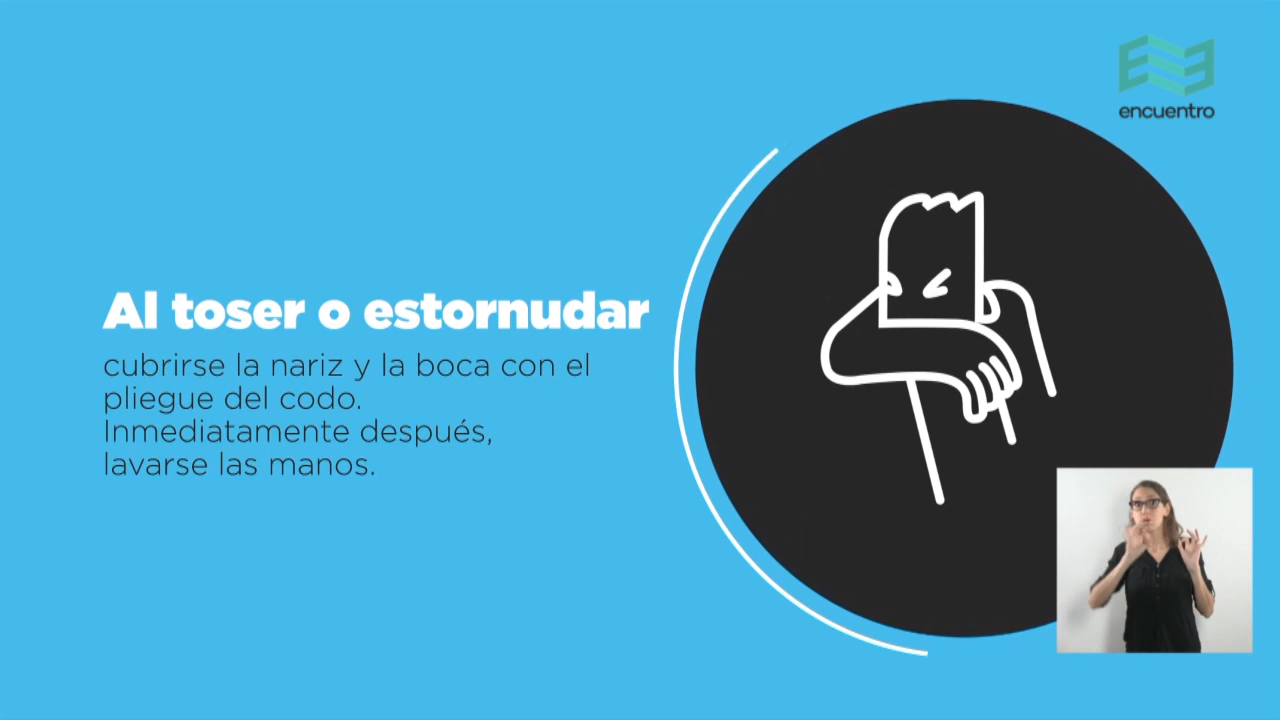 encuentro
Al toser o estornudar
cubrirse la nariz y la boca con el
pliegue del codo.
Inmediatamente después,
lavarse las manos.